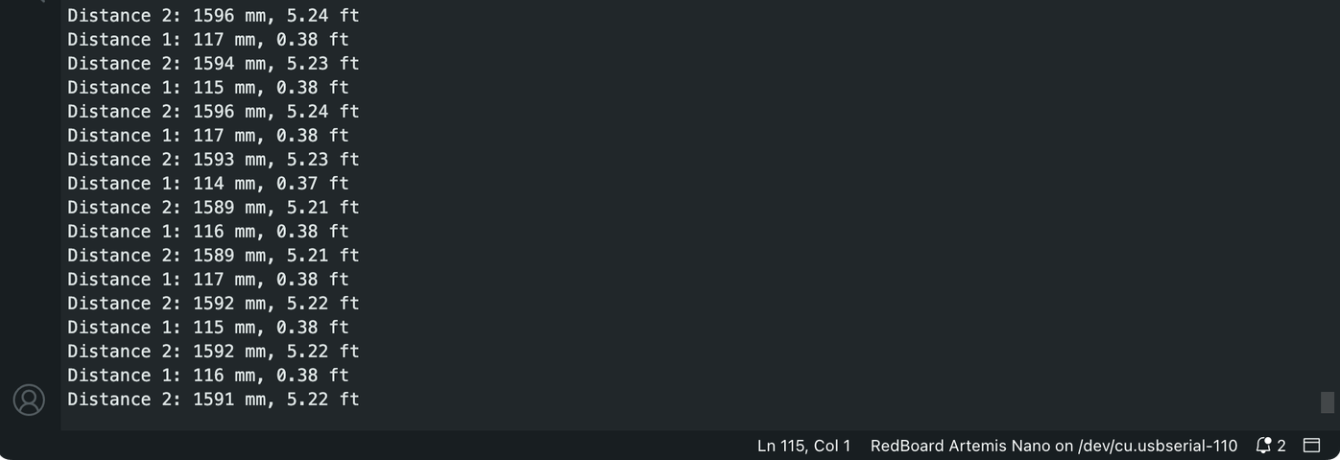 Distance 2: 1596 mm, 5.24 ft
Distance 1: 117 mm, 0.38 ft
Distance 2: 1594 mm, 5.23 ft
Distance 1: 115 mm, 0.38 ft
Distance 2: 1596 mm, 5.24 ft
Distance 1: 117 mm, 0.38 ft
Distance 2: 1593 mm, 5.23 ft
Distance 1: 114 mm, 0.37 ft
Distance 2: 1589 mm, 5.21 ft
Distance 1: 116 mm, 0.38 ft
Distance 2: 1589 mm, 5.21 ft
Distance 1: 117 mm, 0.38 ft
Distance 2: 1592 mm, 5.22 ft
Distance 1: 115 mm, 0.38 ft
Distance 2: 1592 mm, 5.22 ft
Distance 1: 116 mm, 0.38 ft
Distance 2: 1591 mm, 5.22 ft
Ln 115, Col 1 RedBoard Artemis Nano on /dev/cu.usbserial-110 2